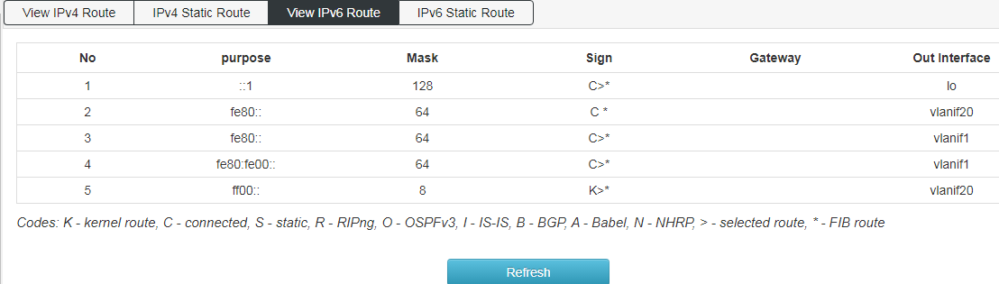 View IPv4 Route IPv4 Static Route View IPv6 Route IPv6 Static Route
No purpose Mask Sign Gateway Out Interface
1 ::1 128 C>* lo
2 fe80:: 64 C * vlanif20
3 fe80:: 64 C>* vlanif1
4 fe80:fe00:: 64 C>* vlanif1
5 ff00:: 8 K>* vlanif20
Codes: K - kernel route, C - connected, S - static, R - RIPng, O - OSPFv3, I - IS-IS, B - BGP, A - Babel, N - NHRP, > - selected route, * - FIB route
Refresh